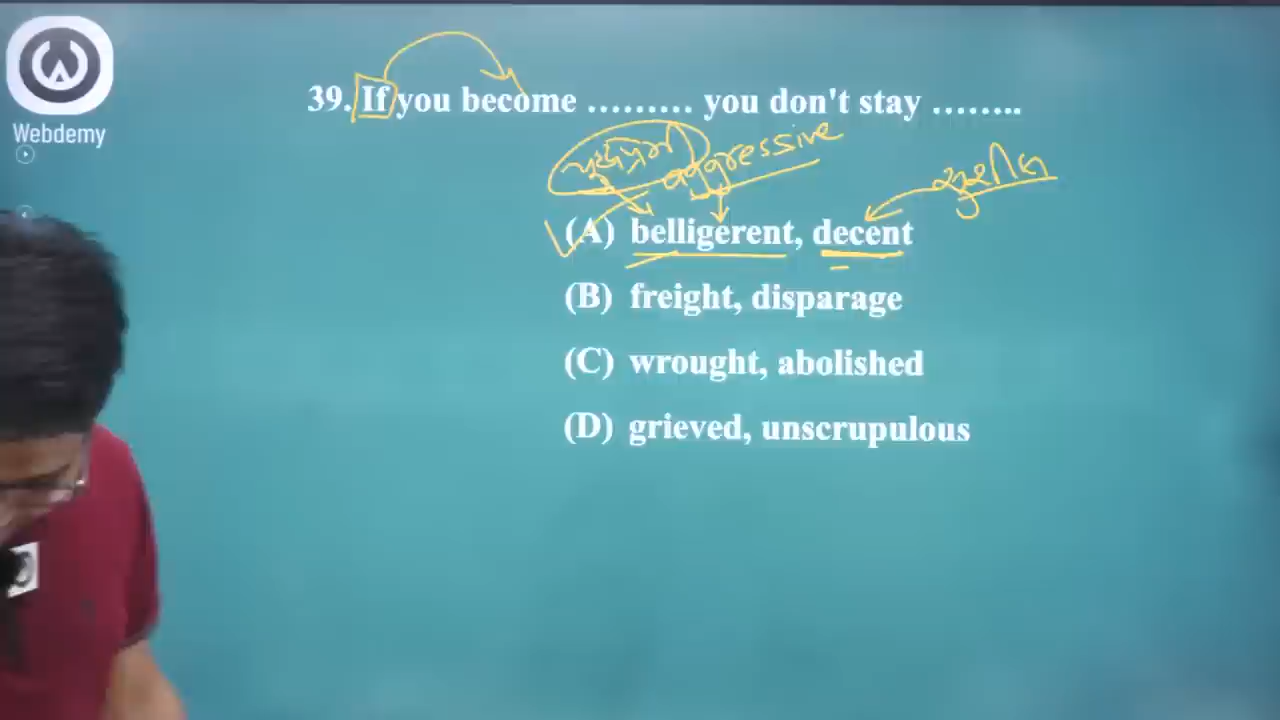 Webdemy
39. If you become ......... you don't stay ........
aggressive
(A) belligerent, decent
(B) freight, disparage
(C) wrought, abolished
(D) grieved, unscrupulous